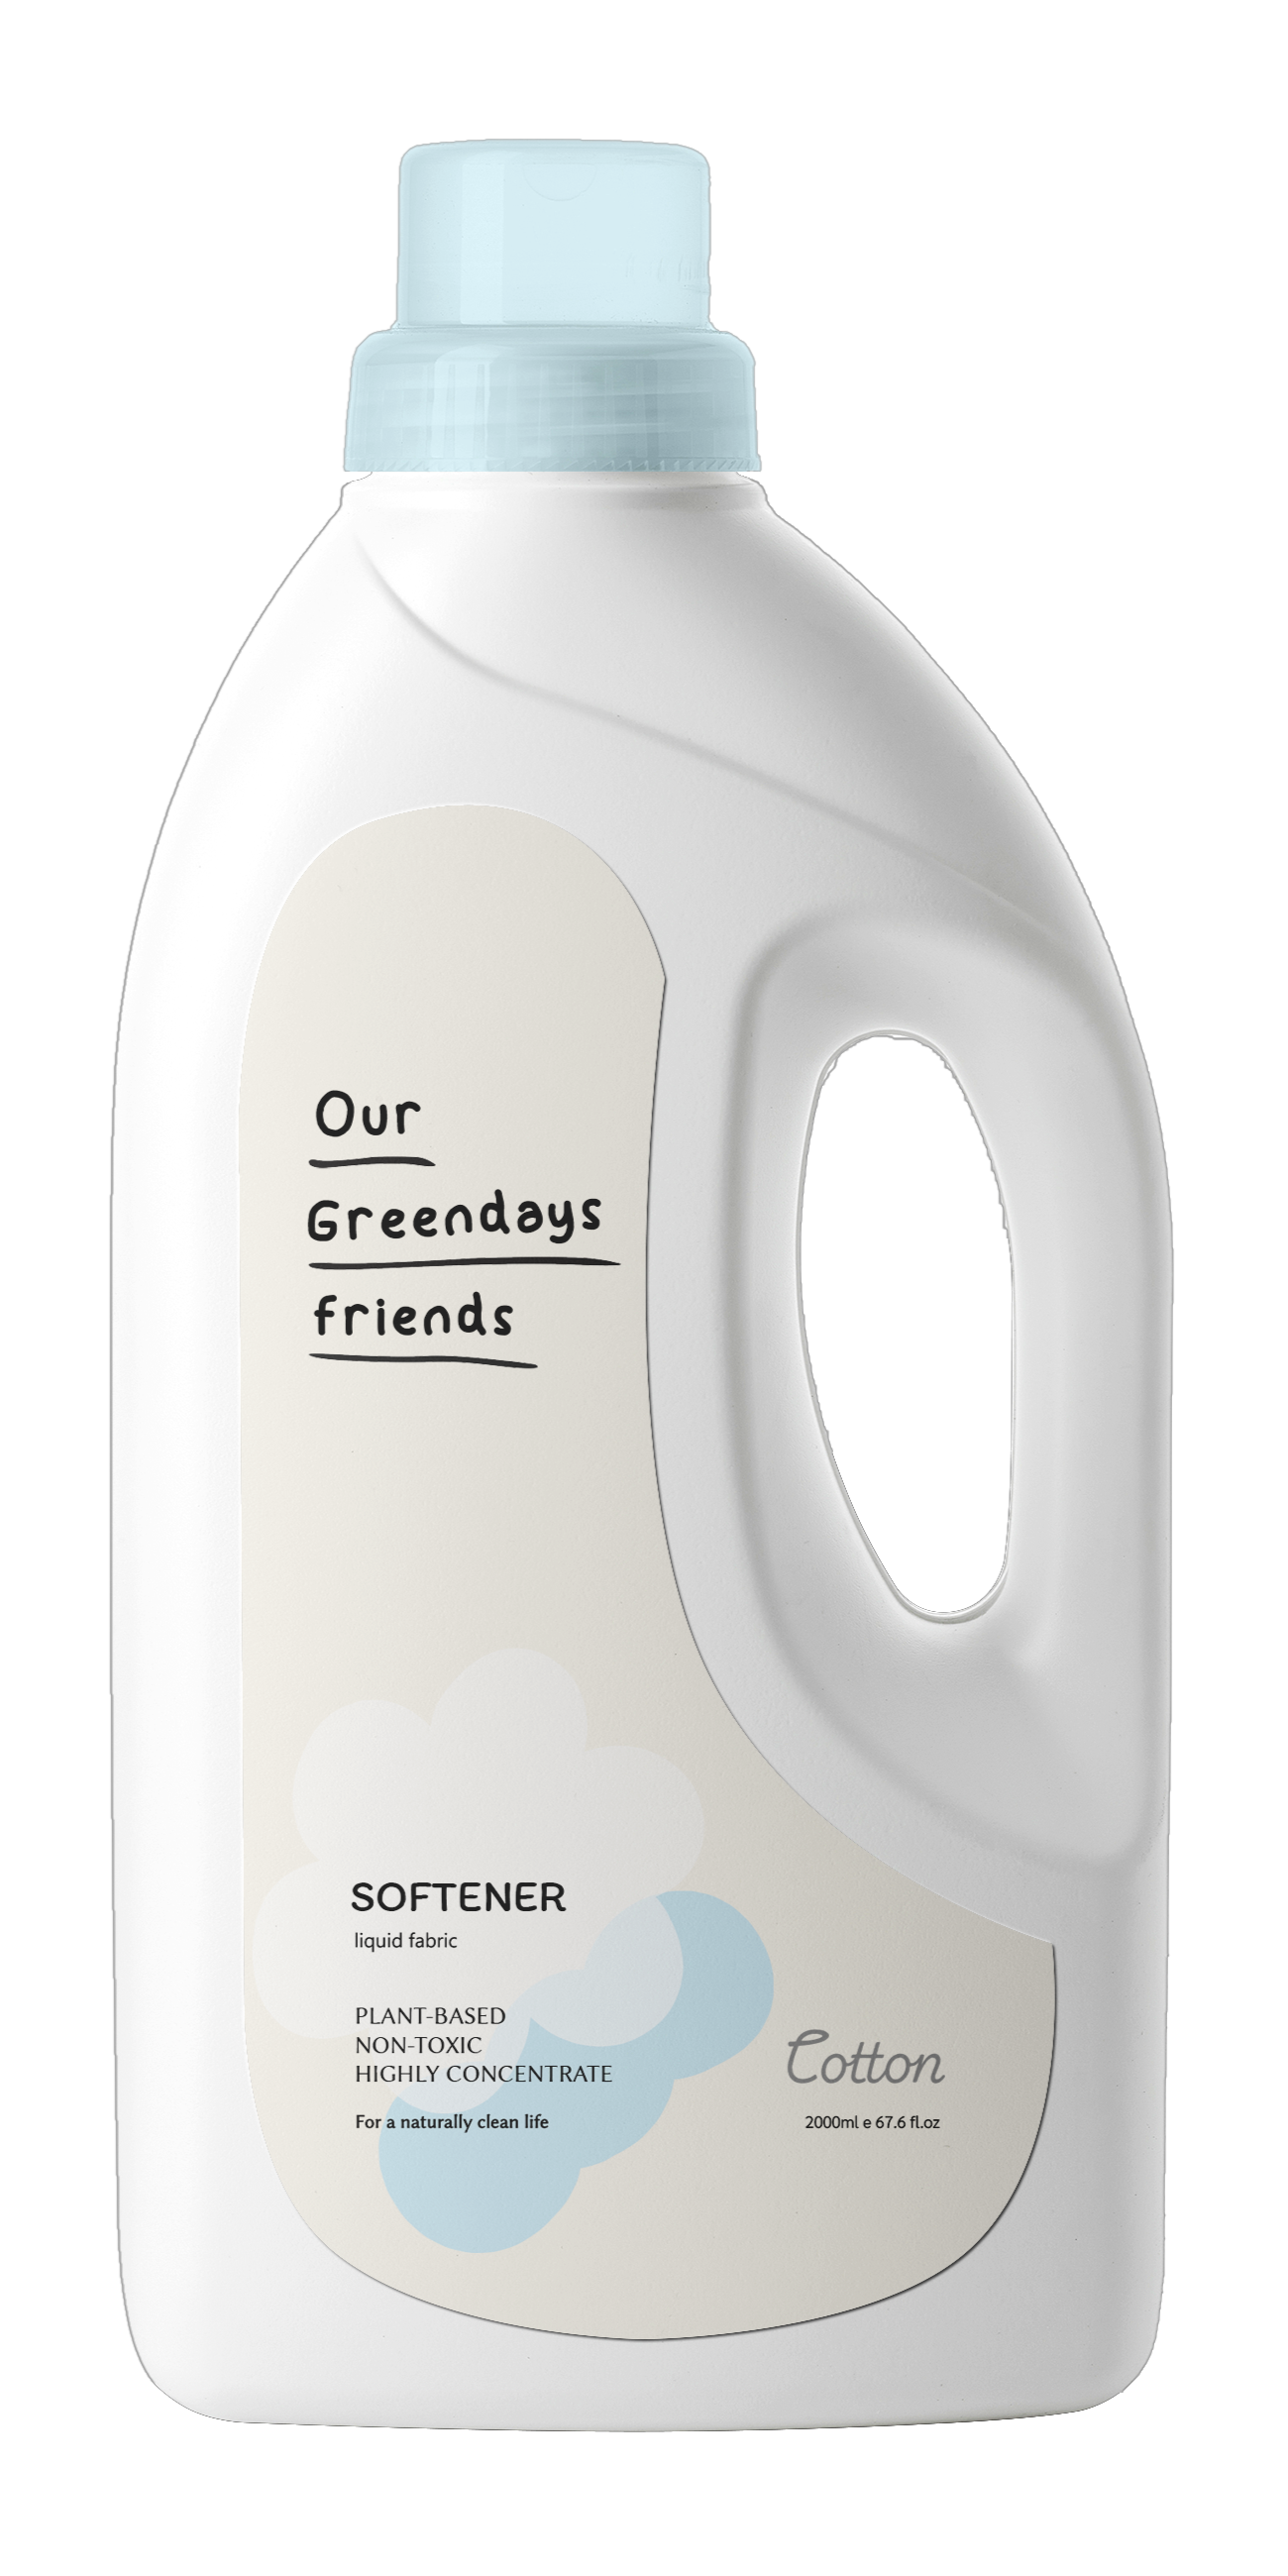 Our
Greendays
friends
SOFTENER
liquid fabric
PLANT-BASED
NON-TOXIC
HIGHLY CONCENTRATE
For a naturally clean life
Cotton
2000ml e 67.6 fl.oz